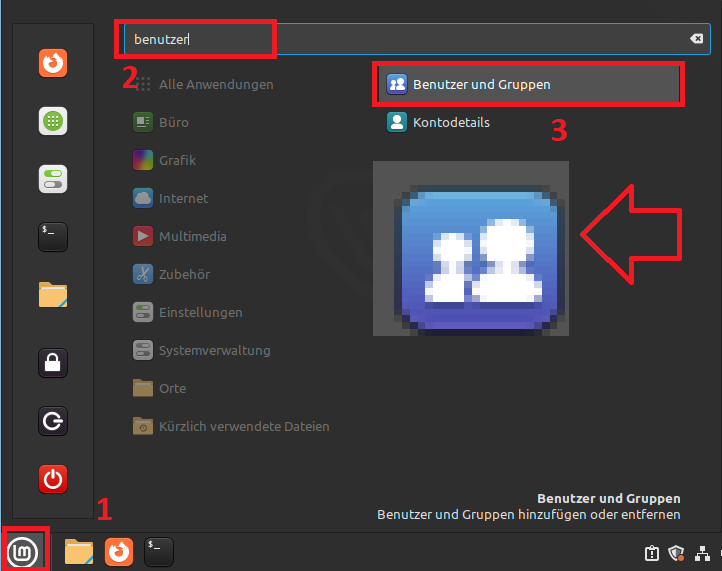 benutzer
2
Alle Anwendungen
Büro
Grafik
Internet
Multimedia
Zubehör
Einstellungen
Systemverwaltung
Orte
Kürzlich verwendete Dateien
Benutzer und Gruppen
Kontodetails
3
Benutzer und Gruppen
Benutzer und Gruppen hinzufügen oder entfernen
1
$_
$_